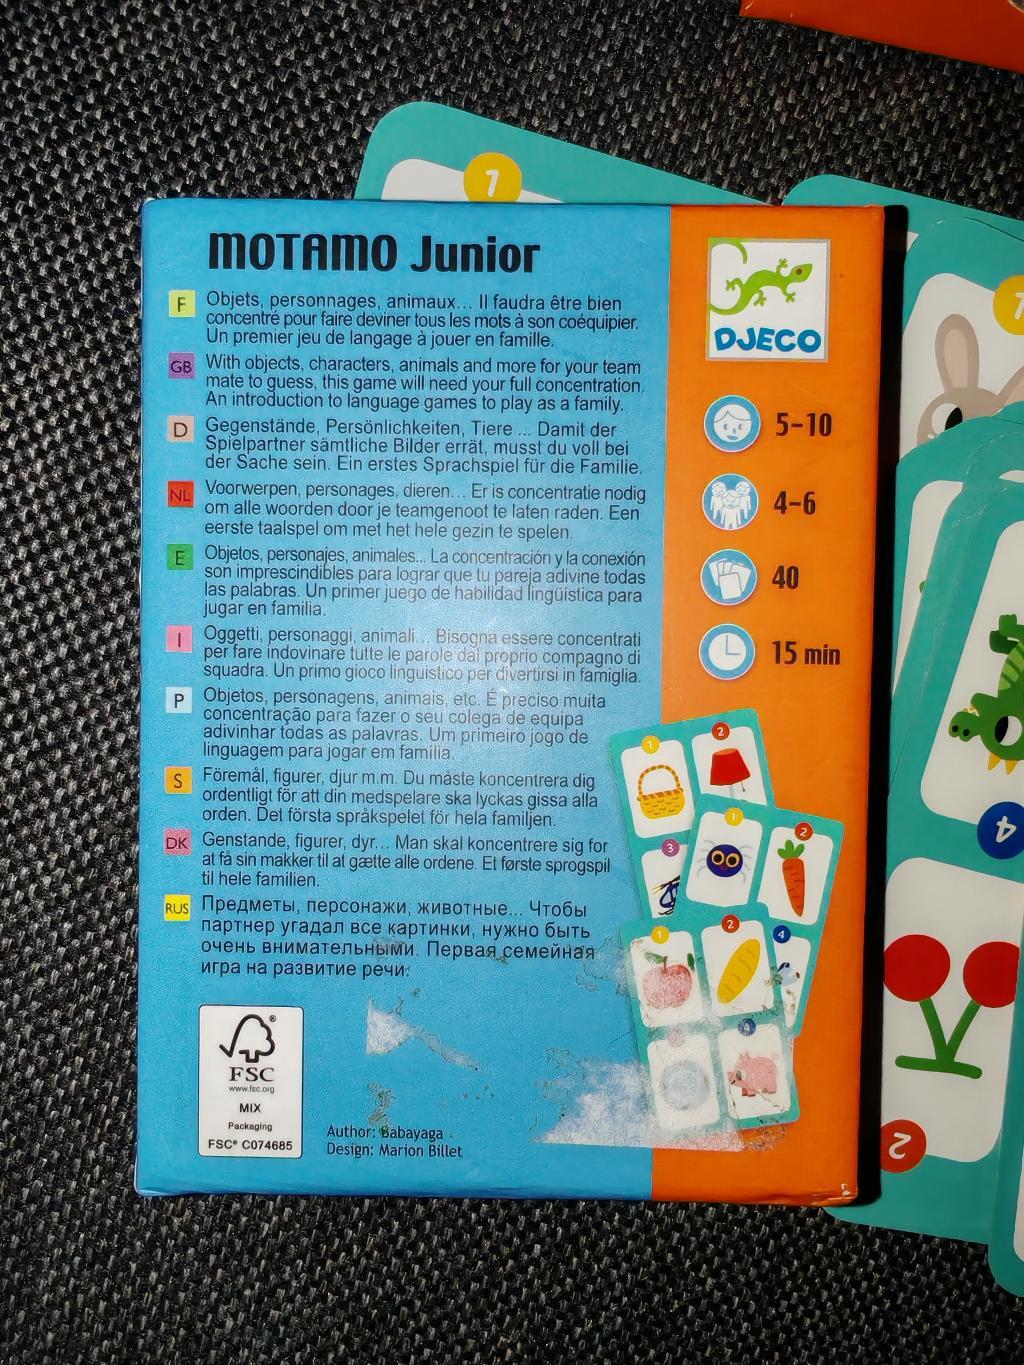 1
MOTAMO Junior
F
Objets, personnages, animaux... Il faudra être bien
concentré pour faire deviner tous les mots à son coéquipier.
Un premier jeu de langage à jouer en famille.
GB
With objects, characters, animals and more for your team
mate to guess, this game will need your full concentration.
An introduction to language games to play as a family.
D
Gegenstände, Persönlichkeiten, Tiere ... Damit der
Spielpartner sämtliche Bilder errät, musst du voll bei
der Sache sein. Ein erstes Sprachspiel für die Familie.
NL
Voorwerpen, personages, dieren... Er is concentratie nodig
om alle woorden door je teamgenoot te laten raden. Een
eerste taalspel om met het hele gezin te spelen.
E
Objetos, personajes, animales... La concentración y la conexión
son imprescindibles para lograr que tu pareja adivine todas
las palabras. Un primer juego de habilidad lingüística para
jugar en familia.
I
Oggetti, personaggi, animali... Bisogna essere concentrati
per fare indovinare tutte le parole dal proprio compagno di
squadra. Un primo gioco linguistico per divertirsi in famiglia.
P
Objetos, personagens, animais, etc. É preciso muita
concentração para fazer o seu colega de equipa
adivinhar todas as palavras. Um primeiro jogo de
linguagem para jogar em família.
S
Föremål, figurer, djur m.m. Du måste koncentrera dig
ordentligt för att din medspelare ska lyckas gissa alla
orden. Det första språkspelet för hela familjen.
DK
Genstande, figurer, dyr... Man skal koncentrere sig for
at få sin makker til at gætte alle ordene. Et første sprogspil
til hele familien.
RUS
Предметы, персонажи, животные... Чтобы
партнер угадал все картинки, нужно быть
очень внимательными. Первая семейная
игра на развитие речи.
FSC
www.fsc.org
MIX
Packaging
FSC® C074685
Author: Babayaga
Design: Marion Billet
DJECO
5-10
4-6
40
15 min
1
2
3
1
2
1
2
4
4
1
4
2